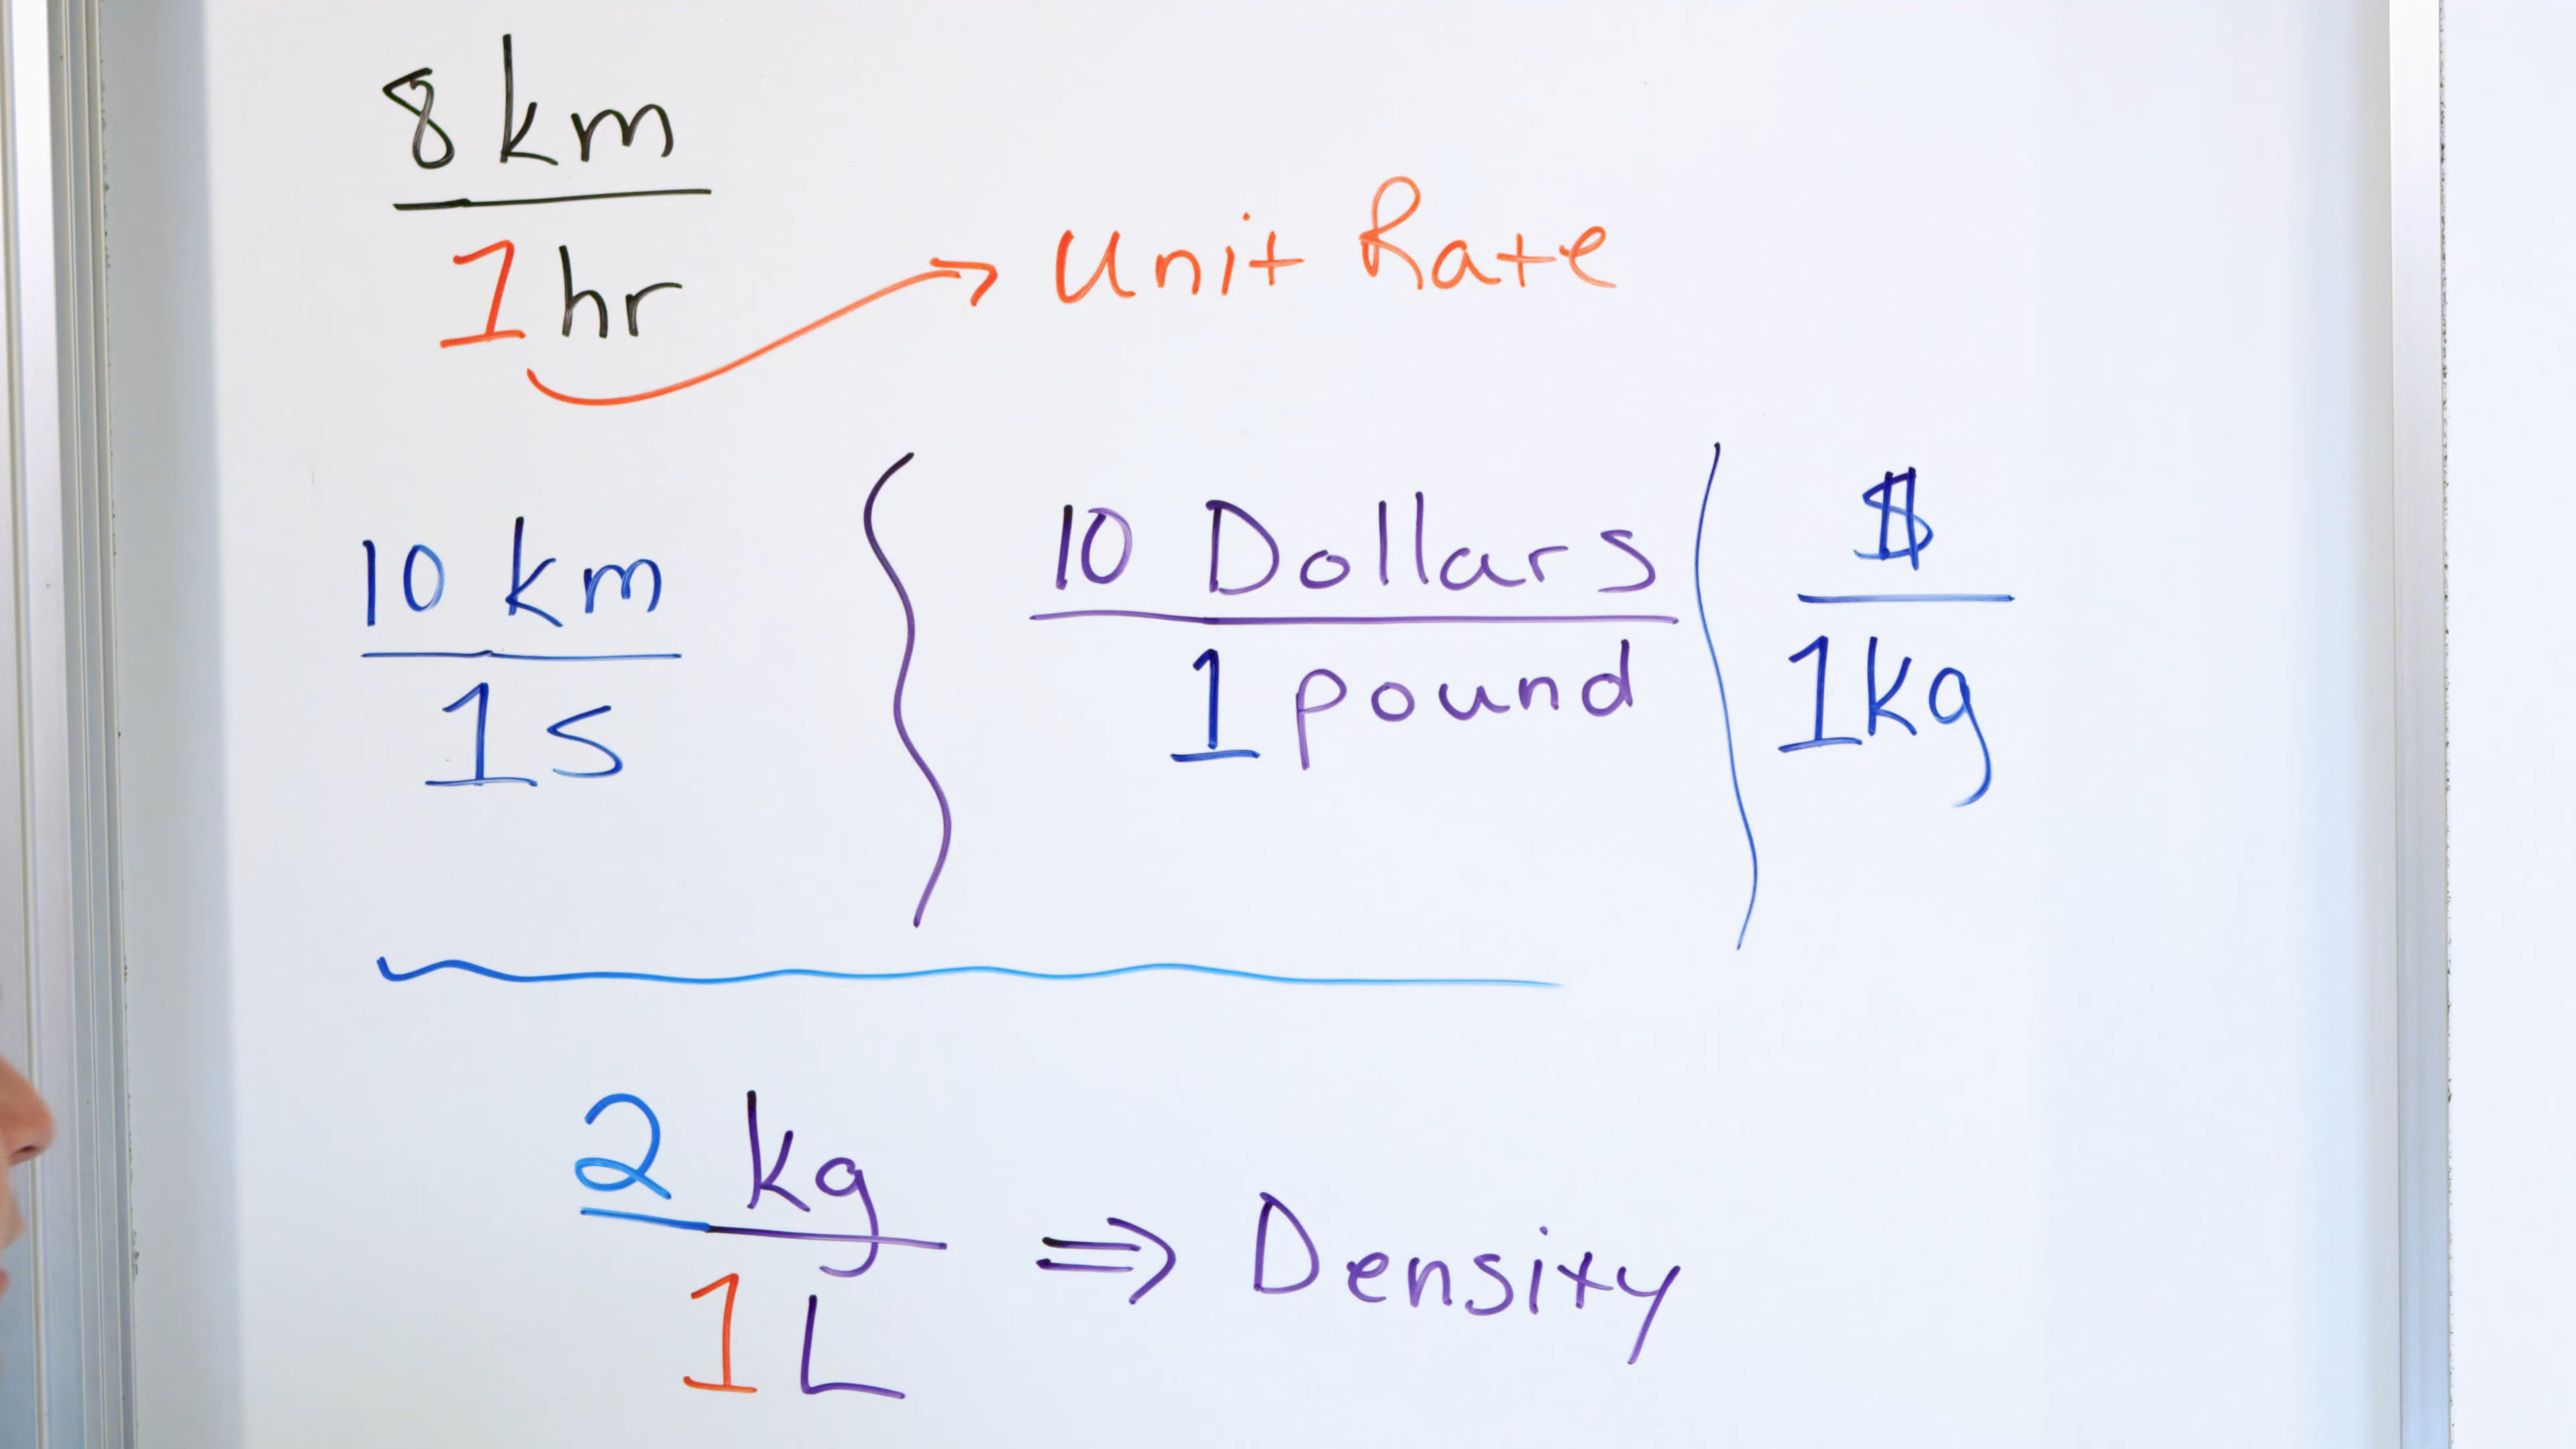 8 km
1 hr
Unit Rate
10 km
1 s
10 Dollars
1 pound
$
1 kg
2 kg
1 L
⇒ Density